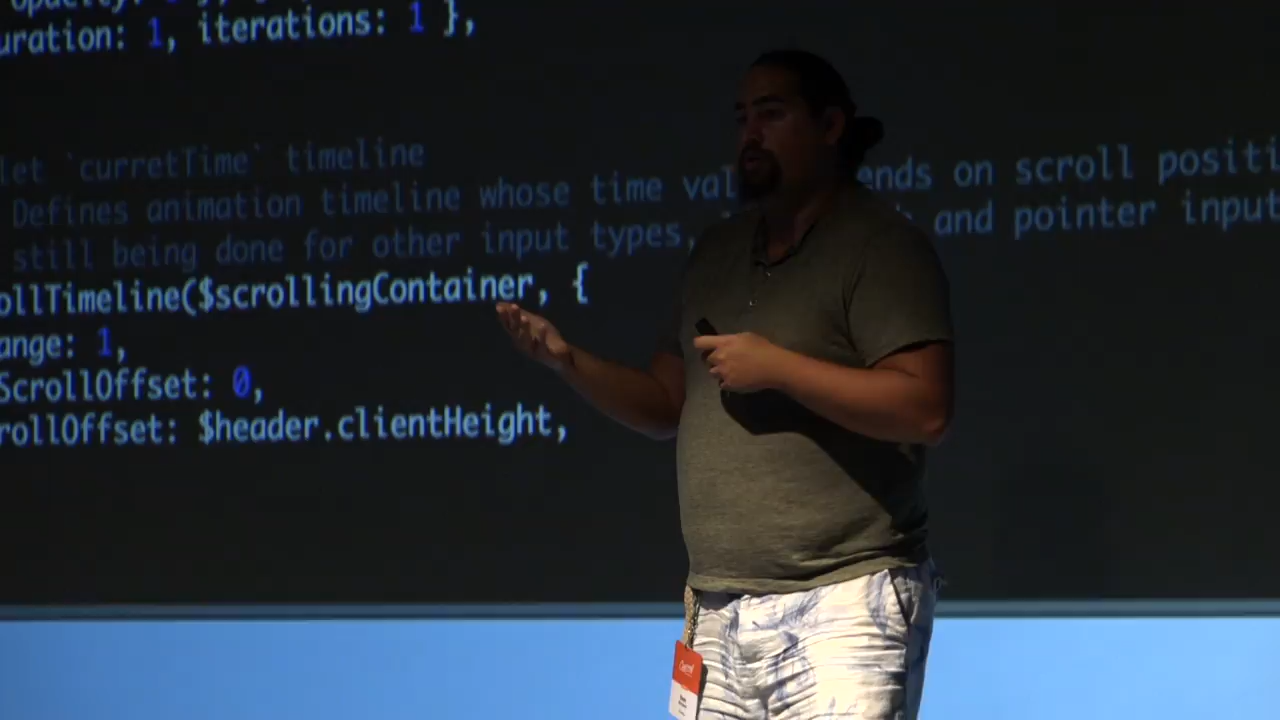 uration: 1, iterations: 1 },
let `curretTime` timeline
Defines animation timeline whose time val ends on scroll positi
still being done for other input types, and pointer input
ollTimeline($scrollingContainer, {
ange: 1,
ScrollOffset: 0,
rollOffset: $header.clientHeight,